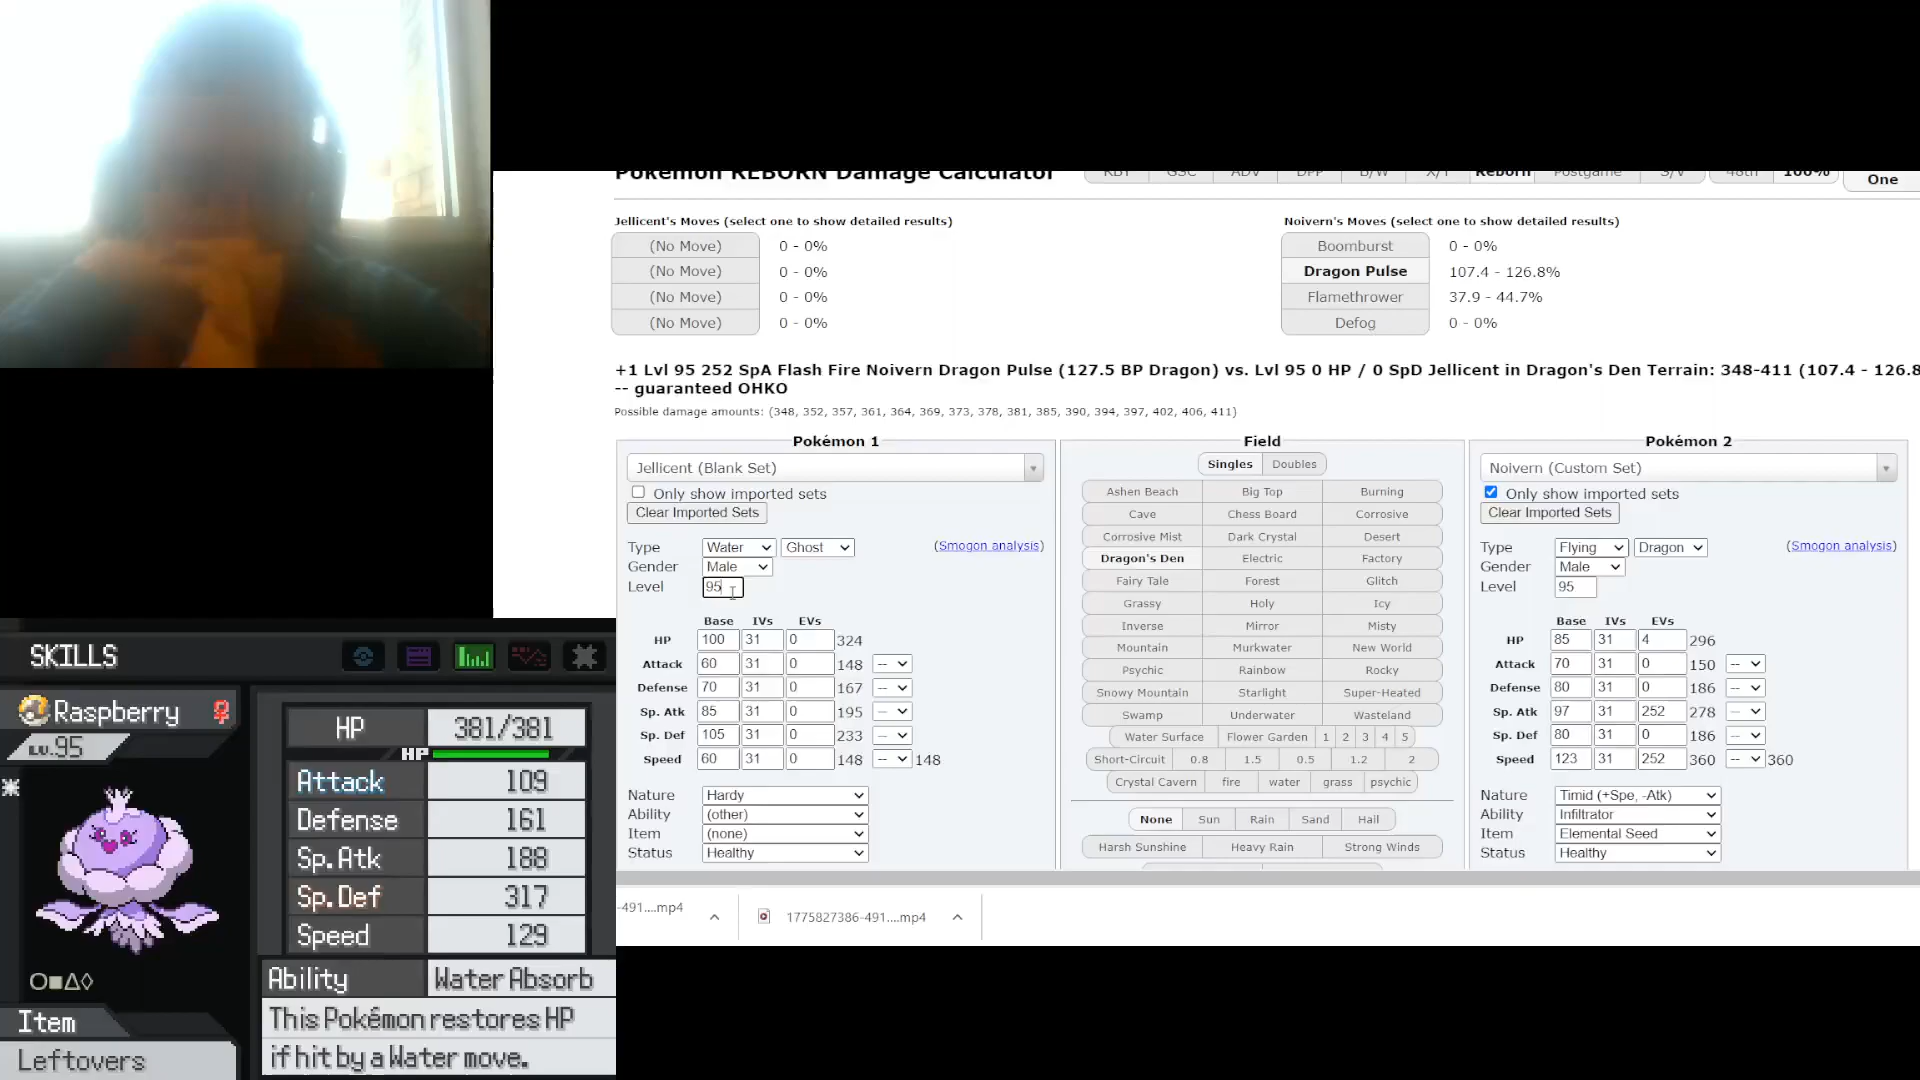 Pokémon REBORN Damage Calculator RBY GSC ADV DPP B/W X/Y Reborn Postgame S/V 48th 100% One
Jellicent's Moves (select one to show detailed results)
(No Move) 0 - 0%
(No Move) 0 - 0%
(No Move) 0 - 0%
(No Move) 0 - 0%
Noivern's Moves (select one to show detailed results)
Boomburst 0 - 0%
Dragon Pulse 107.4 - 126.8%
Flamethrower 37.9 - 44.7%
Defog 0 - 0%
+1 Lvl 95 252 SpA Flash Fire Noivern Dragon Pulse (127.5 BP Dragon) vs. Lvl 95 0 HP / 0 SpD Jellicent in Dragon's Den Terrain: 348-411 (107.4 - 126.8
-- guaranteed OHKO
Possible damage amounts: (348, 352, 357, 361, 364, 369, 373, 378, 381, 385, 390, 394, 397, 402, 406, 411)
Pokémon 1
Jellicent (Blank Set)
Only show imported sets
Clear Imported Sets
Type Water Ghost (Smogon analysis)
Gender Male
Level 95
Base IVs EVs
HP 100 31 0 324
Attack 60 31 0 148 --
Defense 70 31 0 167 --
Sp. Atk 85 31 0 195 --
Sp. Def 105 31 0 233 --
Speed 60 31 0 148 -- 148
Nature Hardy
Ability (other)
Item (none)
Status Healthy
Field
Singles Doubles
Ashen Beach Big Top Burning
Cave Chess Board Corrosive
Corrosive Mist Dark Crystal Desert
Dragon's Den Electric Factory
Fairy Tale Forest Glitch
Grassy Holy Icy
Inverse Mirror Misty
Mountain Murkwater New World
Psychic Rainbow Rocky
Snowy Mountain Starlight Super-Heated
Swamp Underwater Wasteland
Water Surface Flower Garden 1 2 3 4 5
Short-Circuit 0.8 1.5 0.5 1.2 2
Crystal Cavern fire water grass psychic
None Sun Rain Sand Hail
Harsh Sunshine Heavy Rain Strong Winds
Pokémon 2
Noivern (Custom Set)
Only show imported sets
Clear Imported Sets
Type Flying Dragon (Smogon analysis)
Gender Male
Level 95
Base IVs EVs
HP 85 31 4 296
Attack 70 31 0 150 --
Defense 80 31 0 186 --
Sp. Atk 97 31 252 278 --
Sp. Def 80 31 0 186 --
Speed 123 31 252 360 -- 360
Nature Timid (+Spe, -Atk)
Ability Infiltrator
Item Elemental Seed
Status Healthy
-491....mp4 1775827386-491....mp4
SKILLS
Raspberry ♀
Lv.95
HP 381/381
HP
Attack 109
Defense 161
Sp.Atk 188
Sp.Def 317
Speed 129
Ability Water Absorb
This Pokémon restores HP
if hit by a Water move.
Item
Leftovers